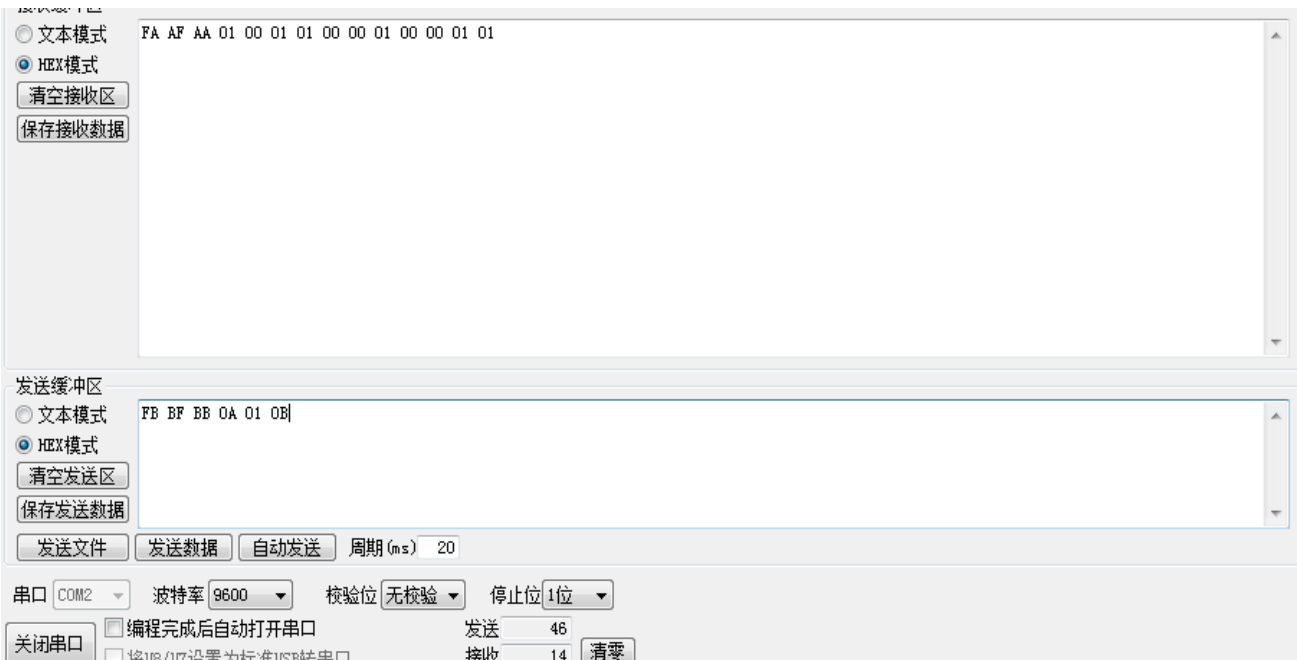 文本模式
FA AF AA 01 00 01 01 00 00 01 00 00 01 01
HEX模式
清空接收区
保存接收数据
发送缓冲区
文本模式
FB BF BB 0A 01 0B
HEX模式
清空发送区
保存发送数据
发送文件 发送数据 自动发送 周期(ms) 20
串口 COM2 波特率 9600 校验位 无校验 停止位 1位
关闭串口
编程完成后自动打开串口
发送 46
接收 14 清零